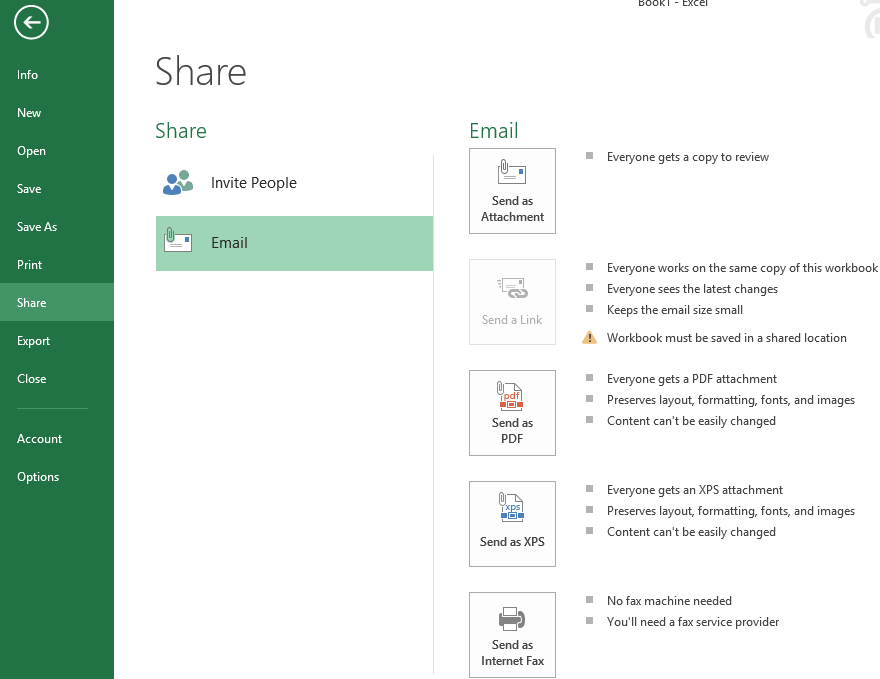 Book1 - Excel
Info
New
Open
Save
Save As
Print
Share
Export
Close
Account
Options
Share
Share
Invite People
Email
Email
Send as
Attachment
Everyone gets a copy to review
Send a Link
Everyone works on the same copy of this workbook
Everyone sees the latest changes
Keeps the email size small
Workbook must be saved in a shared location
pdf
Send as
PDF
Everyone gets a PDF attachment
Preserves layout, formatting, fonts, and images
Content can't be easily changed
xps
Send as XPS
Everyone gets an XPS attachment
Preserves layout, formatting, fonts, and images
Content can't be easily changed
Send as
Internet Fax
No fax machine needed
You'll need a fax service provider